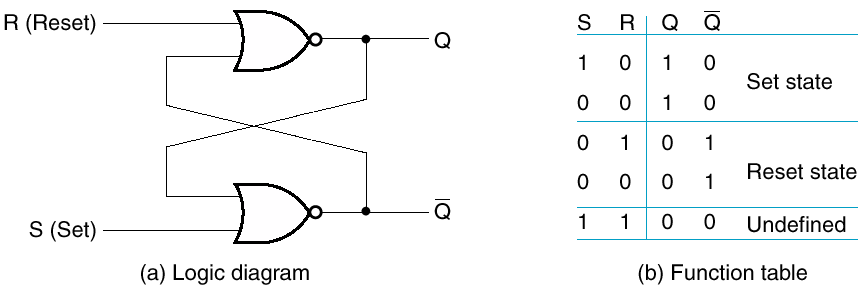 R (Reset)
Q
Q̅
S (Set)
(a) Logic diagram
S R Q Q̅
1 0 1 0
Set state
0 0 1 0
0 1 0 1
Reset state
0 0 0 1
1 1 0 0 Undefined
(b) Function table